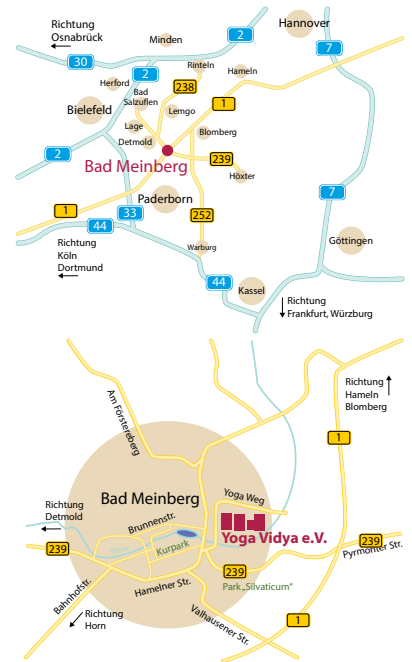 Richtung
Osnabrück
Hannover
2
7
Minden
30
Rinteln
2
Hameln
238
Herford
Bad
Salzuflen
1
Bielefeld
Lemgo
Lage
Blomberg
Detmold
2
239
Bad Meinberg
Höxter
7
Paderborn
1
33
252
44
Göttingen
Richtung
Köln
Dortmund
Warburg
44
Kassel
Richtung
Frankfurt, Würzburg
Am Förstereberg
Richtung
Hameln
Blomberg
1
Bad Meinberg
Yoga Weg
Richtung
Detmold
Brunnenstr.
Yoga Vidya e.V.
Werre
Kurpark
239
239
Pyrmonter Str.
239
Park „Silvaticum"
Hamelner Str.
Bahnhofstr.
Valhausener Str.
1
Richtung
Horn